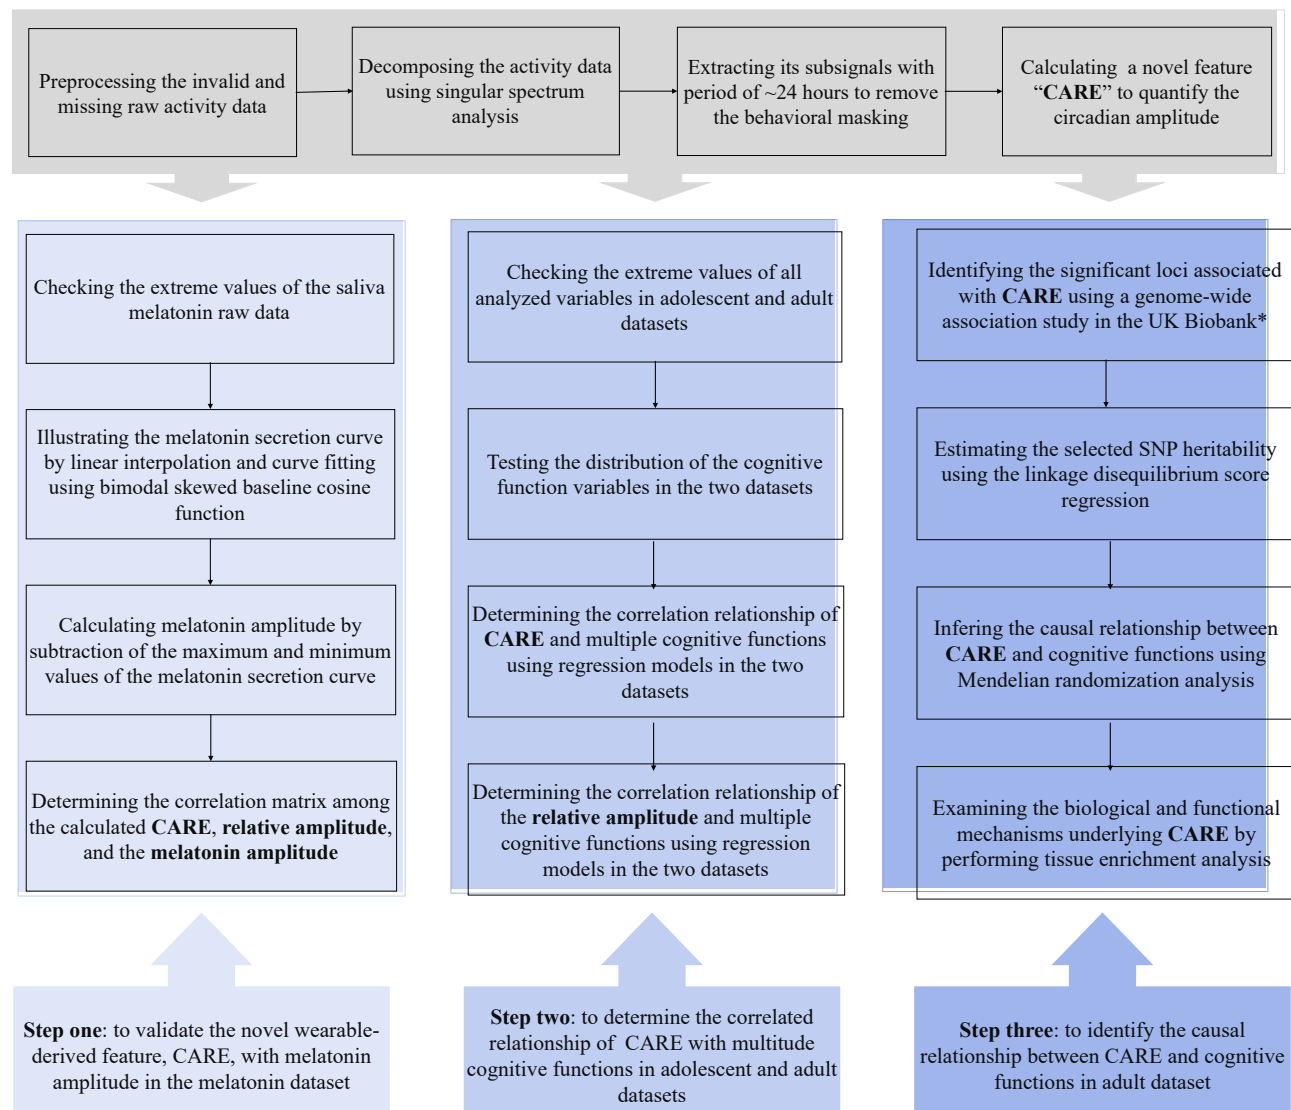 Preprocessing the invalid and
missing raw activity data
Decomposing the activity data
using singular spectrum
analysis
Extracting its subsignals with
period of ~24 hours to remove
the behavioral masking
Calculating a novel feature
“CARE” to quantify the
circadian amplitude
Checking the extreme values of the saliva
melatonin raw data
Illustrating the melatonin secretion curve
by linear interpolation and curve fitting
using bimodal skewed baseline cosine
function
Calculating melatonin amplitude by
subtraction of the maximum and minimum
values of the melatonin secretion curve
Determining the correlation matrix among
the calculated CARE, relative amplitude,
and the melatonin amplitude
Checking the extreme values of all
analyzed variables in adolescent and adult
datasets
Testing the distribution of the cognitive
function variables in the two datasets
Determining the correlation relationship of
CARE and multiple cognitive functions
using regression models in the two
datasets
Determining the correlation relationship of
the relative amplitude and multiple
cognitive functions using regression
models in the two datasets
Identifying the significant loci associated
with CARE using a genome-wide
association study in the UK Biobank*
Estimating the selected SNP heritability
using the linkage disequilibrium score
regression
Infering the causal relationship between
CARE and cognitive functions using
Mendelian randomization analysis
Examining the biological and functional
mechanisms underlying CARE by
performing tissue enrichment analysis
Step one: to validate the novel wearable-
derived feature, CARE, with melatonin
amplitude in the melatonin dataset
Step two: to determine the correlated
relationship of CARE with multitude
cognitive functions in adolescent and adult
datasets
Step three: to identify the causal
relationship between CARE and cognitive
functions in adult dataset